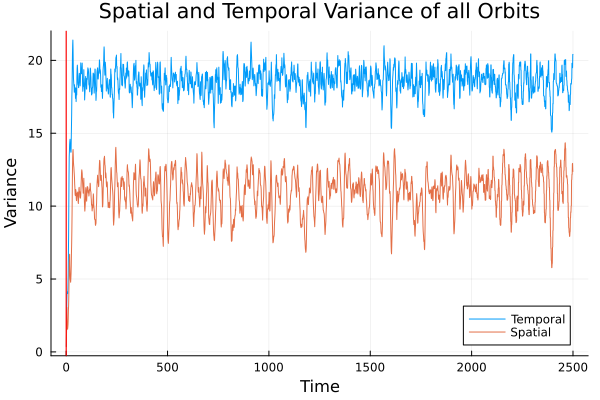 Spatial and Temporal Variance of all Orbits
Variance
20
15
10
5
0
Temporal
Spatial
0 500 1000 1500 2000 2500
Time